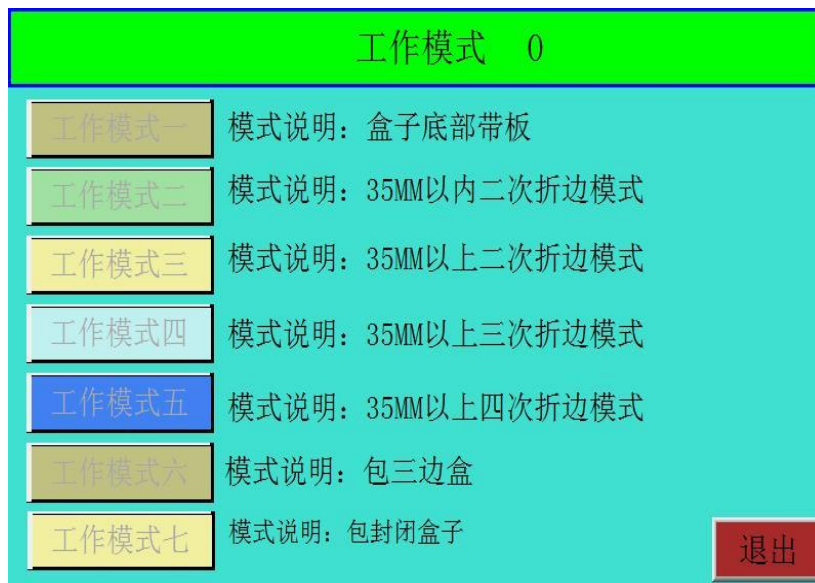 工作模式 0
工作模式一 模式说明：盒子底部带板
工作模式二 模式说明：35MM以内二次折边模式
工作模式三 模式说明：35MM以上二次折边模式
工作模式四 模式说明：35MM以上三次折边模式
工作模式五 模式说明：35MM以上四次折边模式
工作模式六 模式说明：包三边盒
工作模式七 模式说明：包封闭盒子
退出